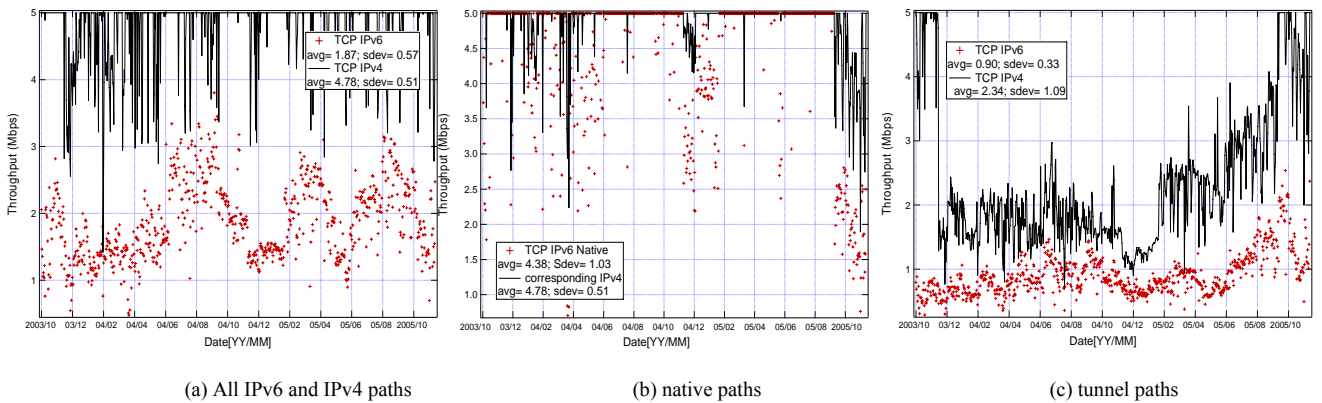 TCP IPv6
avg= 1.87; sdev= 0.57
TCP IPv4
avg= 4.78; sdev= 0.51
Throughput (Mbps)
5
4
3
2
1
2003/10 03/12 04/02 04/04 04/06 04/08 04/10 04/12 05/02 05/04 05/06 05/08 2005/10
Date[YY/MM]
(a) All IPv6 and IPv4 paths
Throughput (Mbps)
5.0
4.5
4.0
3.5
3.0
2.5
2.0
1.5
1.0
TCP IPv6 Native
avg= 4.38; Sdev= 1.03
corresponding IPv4
avg= 4.78; sdev= 0.51
2003/10 03/12 04/02 04/04 04/06 04/08 04/10 04/12 05/02 05/04 05/06 05/08 2005/10
Date[YY/MM]
(b) native paths
TCP IPv6
avg= 0.90; sdev= 0.33
TCP IPv4
avg= 2.34; sdev= 1.09
Throughput (Mbps)
5
4
3
2
1
2003/10 03/12 04/02 04/04 04/06 04/08 04/10 04/12 05/02 05/04 05/06 05/08 2005/10
Date[YY/MM]
(c) tunnel paths